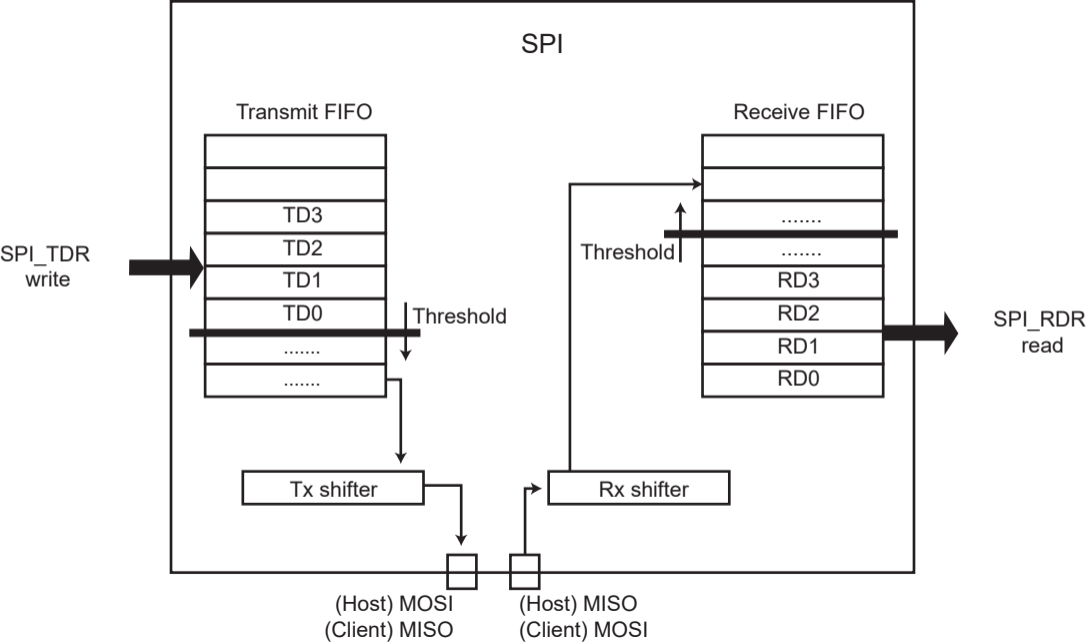 SPI
Transmit FIFO
TD3
TD2
TD1
TD0
.......
.......
SPI_TDR
write
Threshold
Tx shifter
Receive FIFO
.......
.......
RD3
RD2
RD1
RD0
Threshold
SPI_RDR
read
Rx shifter
(Host) MOSI
(Client) MISO
(Host) MISO
(Client) MOSI